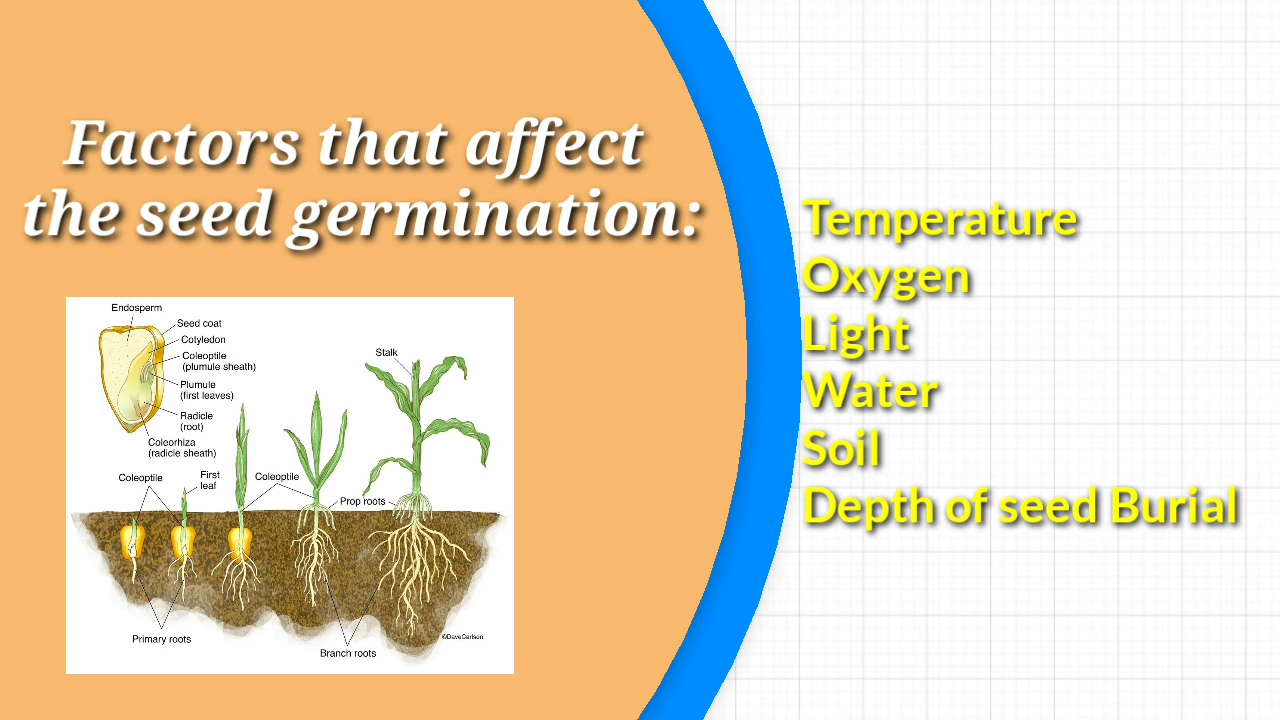 Factors that affect
the seed germination:
Temperature
Oxygen
Light
Water
Soil
Depth of seed Burial
Endosperm
Seed coat
Cotyledon
Coleoptile
(plumule sheath)
Plumule
(first leaves)
Radicle
(root)
Coleorhiza
(radicle sheath)
Coleoptile
First
leaf
Coleoptile
Stalk
Prop roots
Primary roots
Branch roots
©DaveCarlson